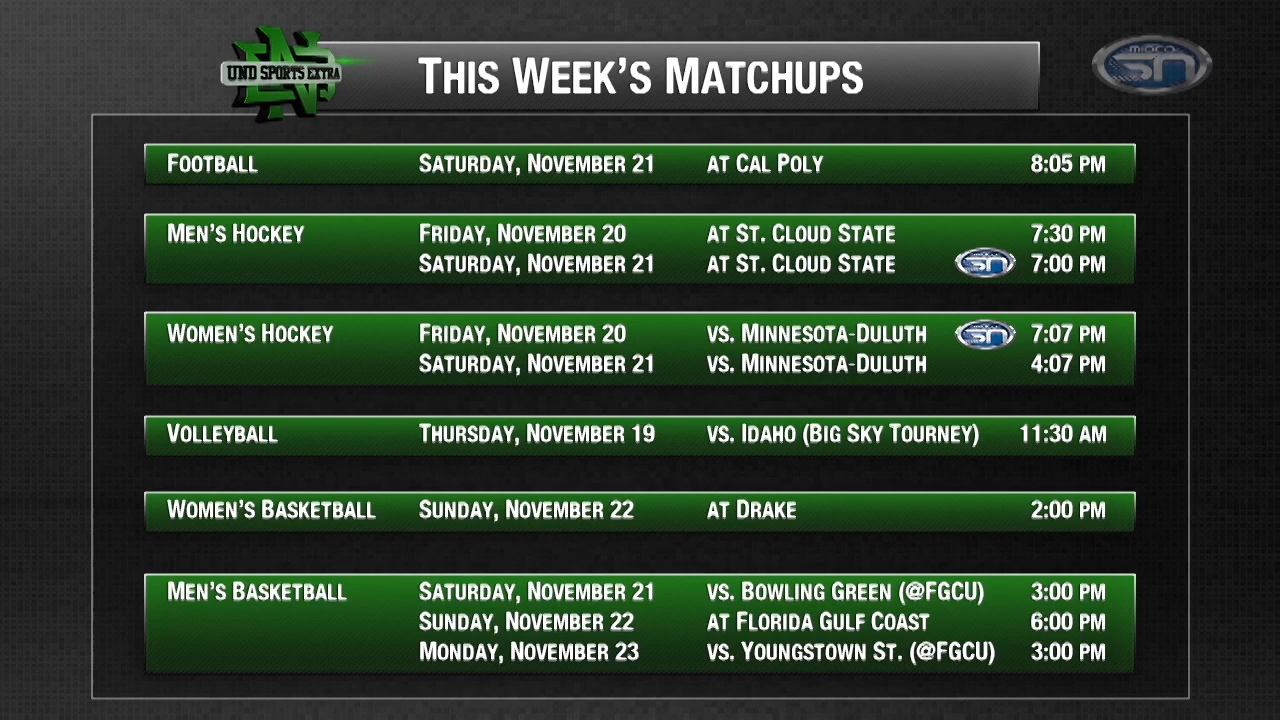 UND SPORTS EXTRA
THIS WEEK'S MATCHUPS
MIDCO SN
FOOTBALL SATURDAY, NOVEMBER 21 AT CAL POLY 8:05 PM
MEN'S HOCKEY FRIDAY, NOVEMBER 20 AT ST. CLOUD STATE 7:30 PM
SATURDAY, NOVEMBER 21 AT ST. CLOUD STATE SN 7:00 PM
WOMEN'S HOCKEY FRIDAY, NOVEMBER 20 VS. MINNESOTA-DULUTH SN 7:07 PM
SATURDAY, NOVEMBER 21 VS. MINNESOTA-DULUTH 4:07 PM
VOLLEYBALL THURSDAY, NOVEMBER 19 VS. IDAHO (BIG SKY TOURNEY) 11:30 AM
WOMEN'S BASKETBALL SUNDAY, NOVEMBER 22 AT DRAKE 2:00 PM
MEN'S BASKETBALL SATURDAY, NOVEMBER 21 VS. BOWLING GREEN (@FGCU) 3:00 PM
SUNDAY, NOVEMBER 22 AT FLORIDA GULF COAST 6:00 PM
MONDAY, NOVEMBER 23 VS. YOUNGSTOWN ST. (@FGCU) 3:00 PM